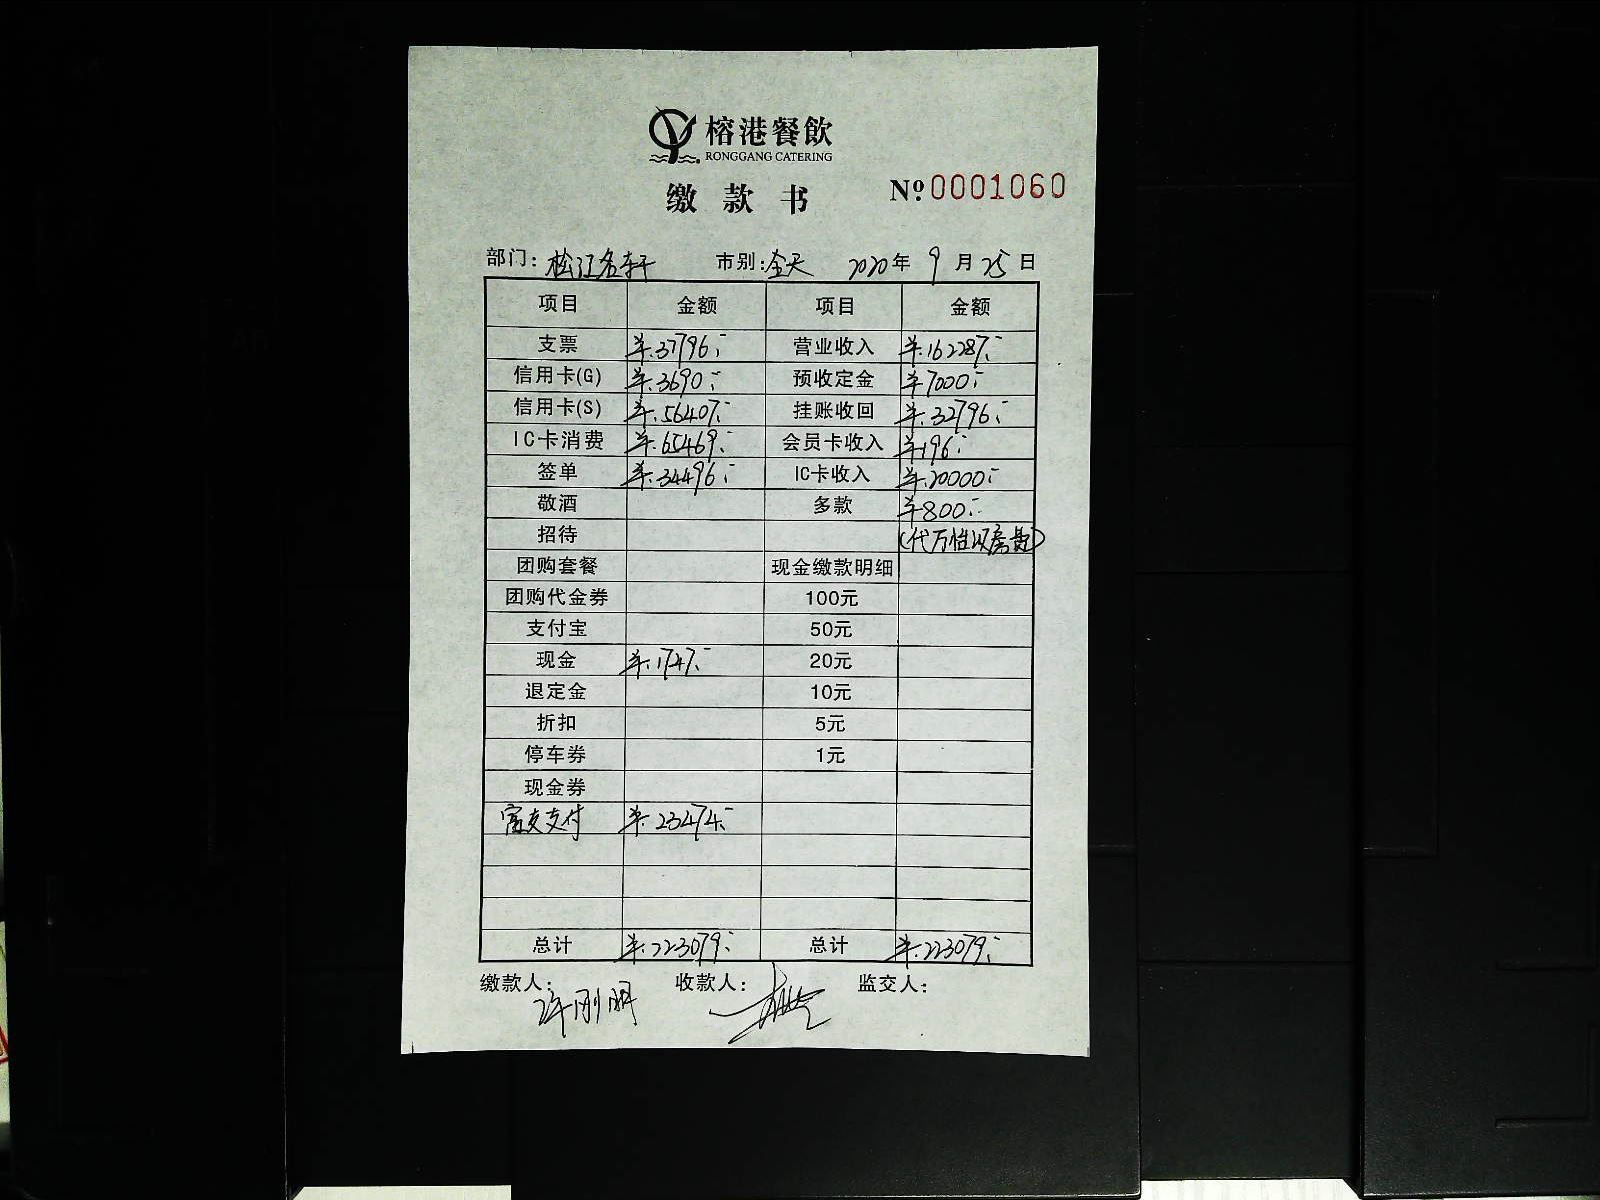 榕港餐飲
RONGGANG CATERING
缴款书 №0001060
部门：松江名轩 市别：全天 2020年9月25日
项目 金额 项目 金额
支票 ¥.37796.- 营业收入 ¥.162287.-
信用卡(G) ¥.3690.- 预收定金 ¥7000.-
信用卡(S) ¥.56407.- 挂账收回 ¥.32796.-
IC卡消费 ¥.65469.- 会员卡收入 ¥196.-
签单 ¥.34496.- IC卡收入 ¥.20000.-
敬酒 多款 ¥800.-
招待 (代万怡收房费)
团购套餐 现金缴款明细
团购代金券 100元
支付宝 50元
现金 ¥.1747.- 20元
退定金 10元
折扣 5元
停车券 1元
现金券
富友支付 ¥.23474.-
总计 ¥.223079.- 总计 ¥.223079.-
缴款人：许刚明 收款人： 监交人：